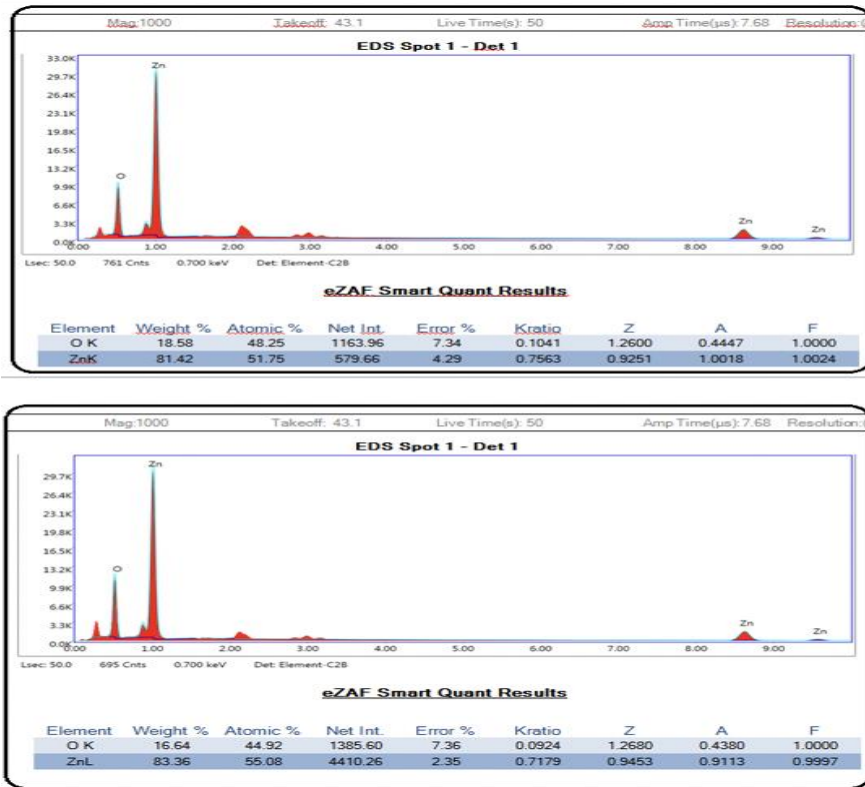 Mag:1000 Takeoff: 43.1 Live Time(s): 50 Amp Time(µs): 7.68 Resolution:(
EDS Spot 1 - Det 1
33.0K
Zn
29.7K
26.4K
23.1K
19.8K
16.5K
13.2K
O
9.9K
6.6K
Zn
3.3K
Zn
0.0K
0.00 1.00 2.00 3.00 4.00 5.00 6.00 7.00 8.00 9.00
Lsec: 50.0 761 Cnts 0.700 keV Det: Element-C2B
eZAF Smart Quant Results
Element Weight % Atomic % Net Int. Error % Kratio Z A F
O K 18.58 48.25 1163.96 7.34 0.1041 1.2600 0.4447 1.0000
ZnK 81.42 51.75 579.66 4.29 0.7563 0.9251 1.0018 1.0024
Mag:1000 Takeoff: 43.1 Live Time(s): 50 Amp Time(µs): 7.68 Resolution:(
EDS Spot 1 - Det 1
Zn
29.7K
26.4K
23.1K
19.8K
16.5K
13.2K
O
9.9K
6.6K
3.3K
Zn
Zn
0.0K
0.00 1.00 2.00 3.00 4.00 5.00 6.00 7.00 8.00 9.00
Lsec: 50.0 695 Cnts 0.700 keV Det: Element-C2B
eZAF Smart Quant Results
Element Weight % Atomic % Net Int. Error % Kratio Z A F
O K 16.64 44.92 1385.60 7.36 0.0924 1.2680 0.4380 1.0000
ZnL 83.36 55.08 4410.26 2.35 0.7179 0.9453 0.9113 0.9997